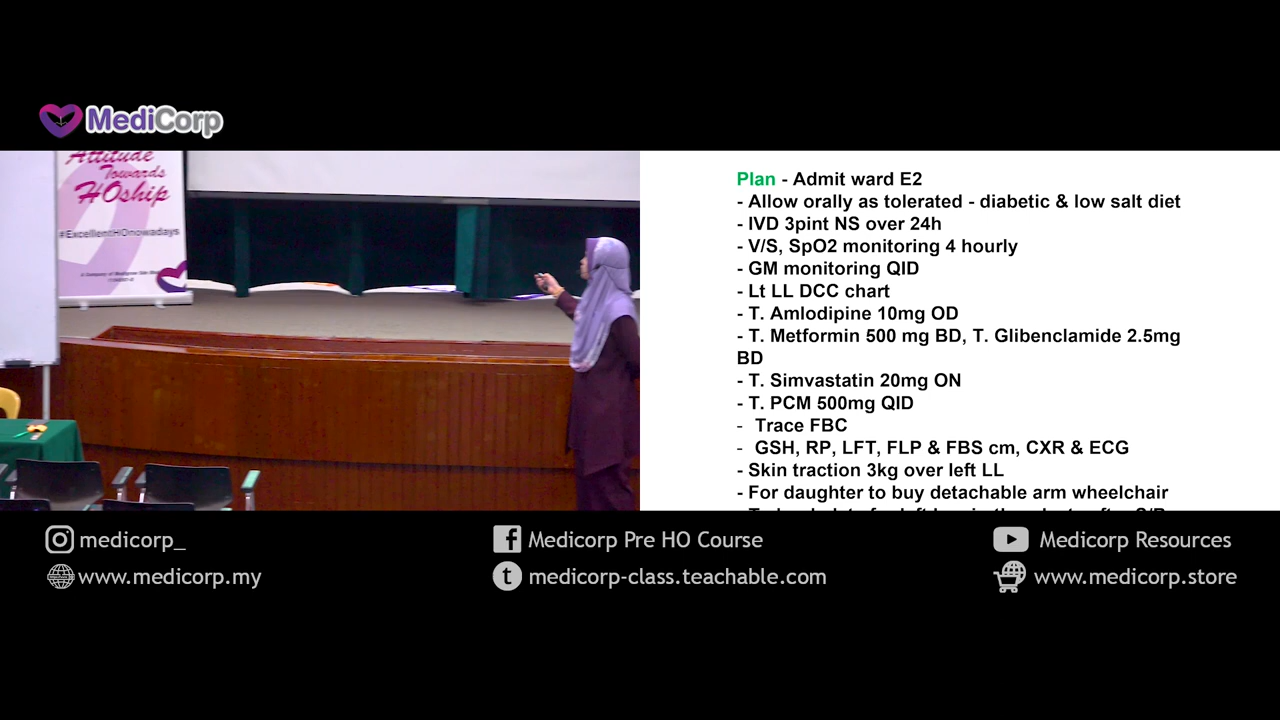 MediCorp
Attitude
Towards
HOship
#ExcellentHOnowadays
Plan - Admit ward E2
- Allow orally as tolerated - diabetic & low salt diet
- IVD 3pint NS over 24h
- V/S, SpO2 monitoring 4 hourly
- GM monitoring QID
- Lt LL DCC chart
- T. Amlodipine 10mg OD
- T. Metformin 500 mg BD, T. Glibenclamide 2.5mg
BD
- T. Simvastatin 20mg ON
- T. PCM 500mg QID
- Trace FBC
- GSH, RP, LFT, FLP & FBS cm, CXR & ECG
- Skin traction 3kg over left LL
- For daughter to buy detachable arm wheelchair
medicorp_
www.medicorp.my
Medicorp Pre HO Course
medicorp-class.teachable.com
Medicorp Resources
www.medicorp.store